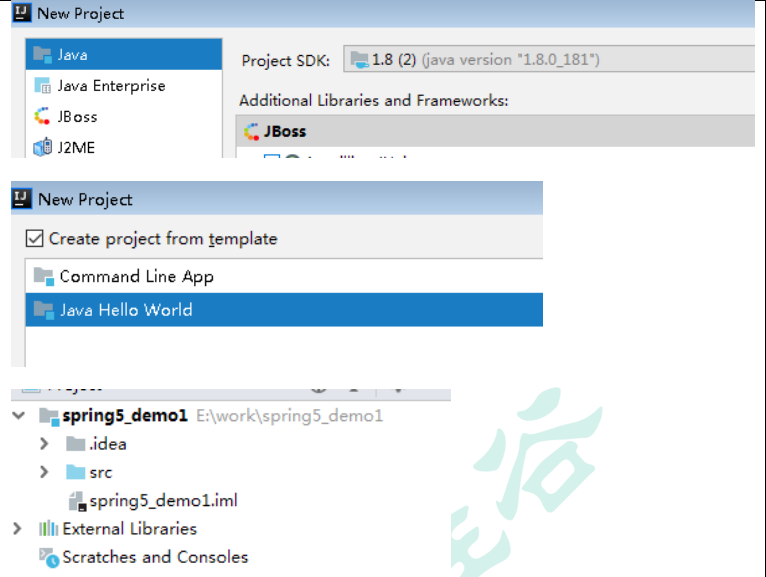 New Project
Java
Project SDK: 1.8 (2) (java version "1.8.0_181")
Java Enterprise
Additional Libraries and Frameworks:
JBoss
JBoss
J2ME
New Project
Create project from template
Command Line App
Java Hello World
spring5_demo1 E:\work\spring5_demo1
.idea
src
spring5_demo1.iml
External Libraries
Scratches and Consoles
谷